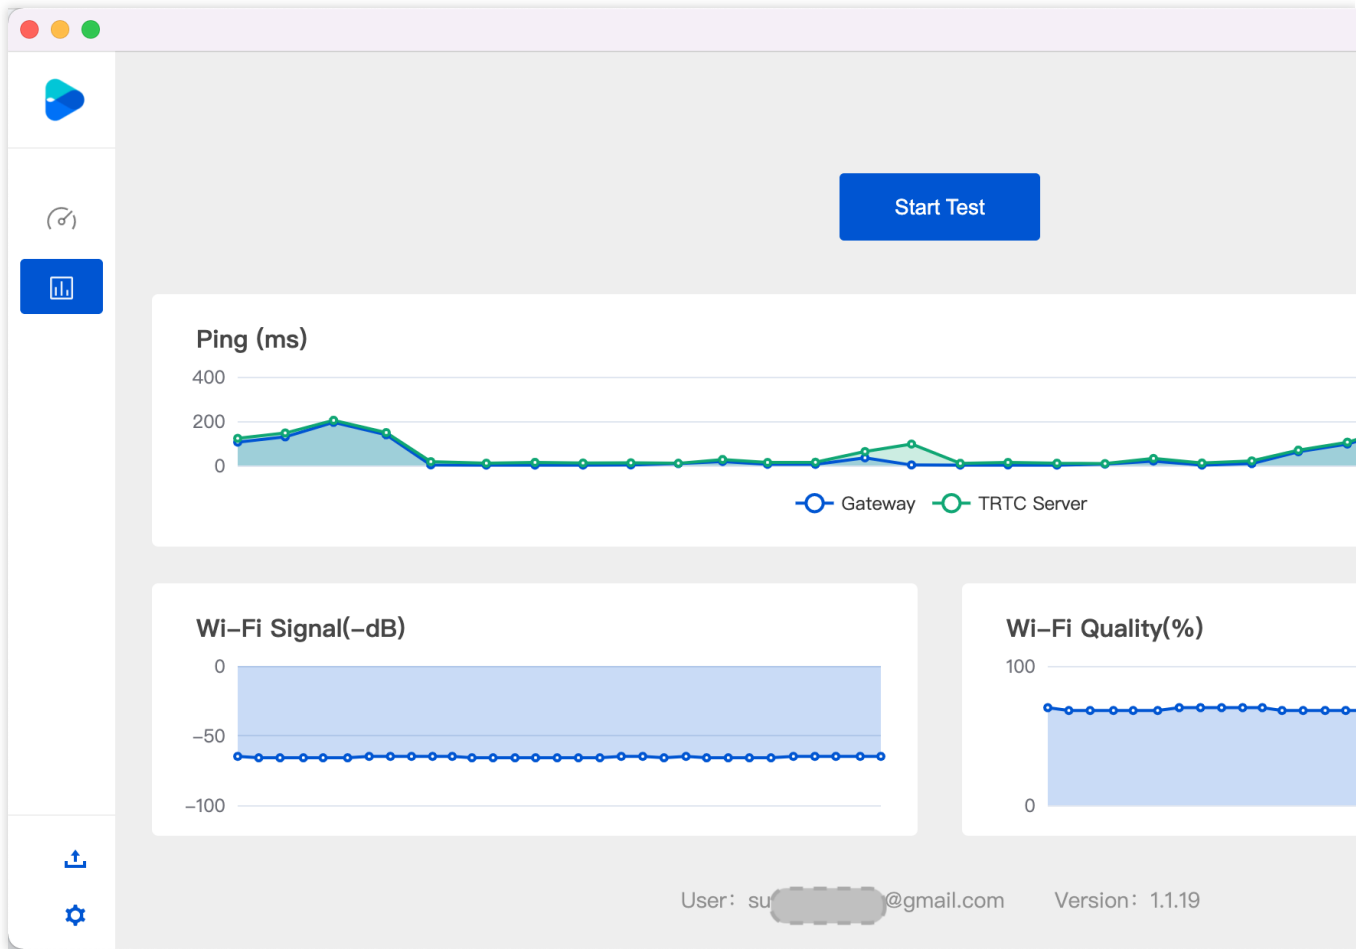 Start Test
Ping (ms)
400
200
0
Gateway TRTC Server
Wi-Fi Signal(-dB)
0
-50
-100
Wi-Fi Quality(%)
100
0
User: su @gmail.com Version: 1.1.19